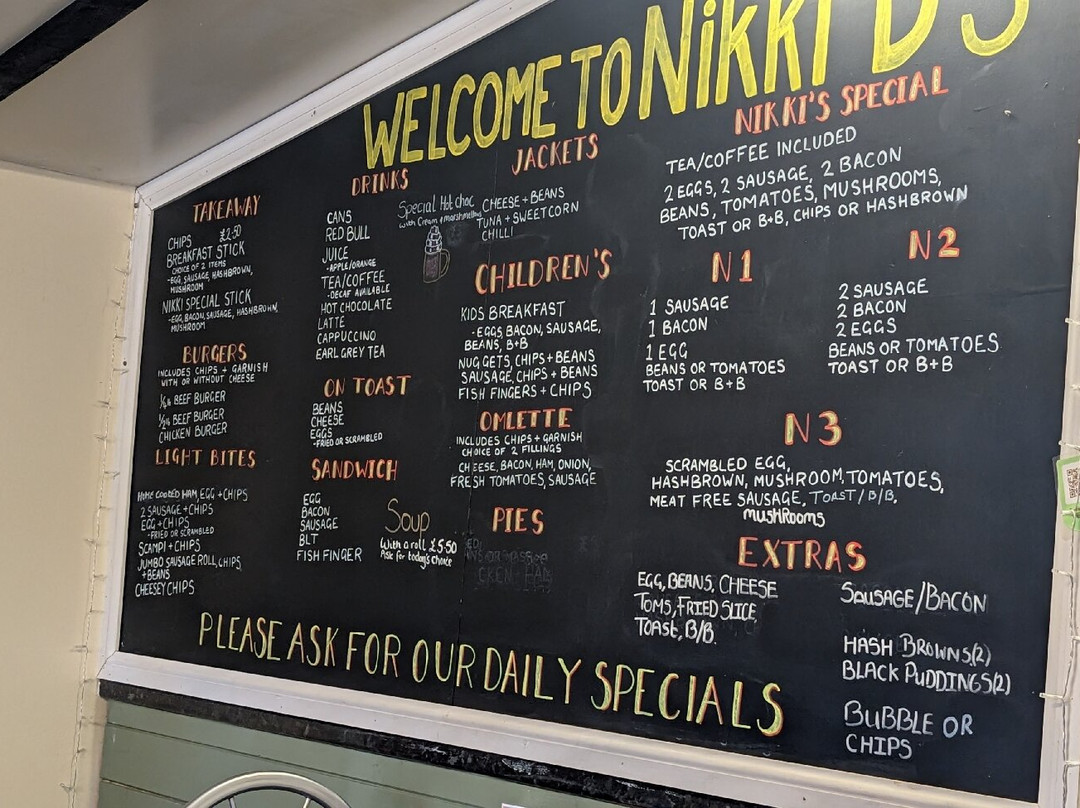 WELCOME TO NIKKI D'S
TAKEAWAY
CHIPS £2.50
BREAKFAST STICK
CHOICE OF 2 ITEMS
-EGG, SAUSAGE, HASHBROWN,
MUSHROOM
NIKKI SPECIAL STICK
-EGG, BACON, SAUSAGE, HASHBROWN,
MUSHROOM
BURGERS
INCLUDES CHIPS + GARNISH
WITH OR WITHOUT CHEESE
1/4 lb BEEF BURGER
1/2 lb BEEF BURGER
CHICKEN BURGER
LIGHT BITES
HOME COOKED HAM, EGG + CHIPS
2 SAUSAGE + CHIPS
EGG + CHIPS
-FRIED OR SCRAMBLED
SCAMPI + CHIPS
JUMBO SAUSAGE ROLL, CHIPS
+ BEANS
CHEESEY CHIPS
DRINKS
CANS
RED BULL
JUICE
-APPLE/ORANGE
TEA/COFFEE
-DECAF AVAILABLE
HOT CHOCOLATE
LATTE
CAPPUCCINO
EARL GREY TEA
Special Hot choc
with Cream + marshmallows
ON TOAST
BEANS
CHEESE
EGGS
-FRIED OR SCRAMBLED
SANDWICH
EGG
BACON
SAUSAGE
BLT
FISH FINGER
Soup
With a roll £5.50
Ask for today's choice
JACKETS
CHEESE + BEANS
TUNA + SWEETCORN
CHILLI
CHILDREN'S
KIDS BREAKFAST
-EGGS, BACON, SAUSAGE,
BEANS, B+B
NUGGETS, CHIPS + BEANS
SAUSAGE, CHIPS + BEANS
FISH FINGERS + CHIPS
OMLETTE
INCLUDES CHIPS + GARNISH
CHOICE OF 2 FILLINGS
CHEESE, BACON, HAM, ONION,
FRESH TOMATOES, SAUSAGE
PIES
NIKKI'S SPECIAL
TEA/COFFEE INCLUDED
2 EGGS, 2 SAUSAGE, 2 BACON
BEANS, TOMATOES, MUSHROOMS,
TOAST OR B+B, CHIPS OR HASHBROWN
N1
1 SAUSAGE
1 BACON
1 EGG
BEANS OR TOMATOES
TOAST OR B+B
N2
2 SAUSAGE
2 BACON
2 EGGS
BEANS OR TOMATOES
TOAST OR B+B
N3
SCRAMBLED EGG,
HASHBROWN, MUSHROOM, TOMATOES,
MEAT FREE SAUSAGE, TOAST/B/B,
mushRooms
EXTRAS
EGG, BEANS, CHEESE
TOMS, FRIED SLICE,
TOAST, B/B.
SAUSAGE/BACON
HASH BROWNS(2)
BLACK PUDDINGS(2)
BUBBLE OR
CHIPS
PLEASE ASK FOR OUR DAILY SPECIALS